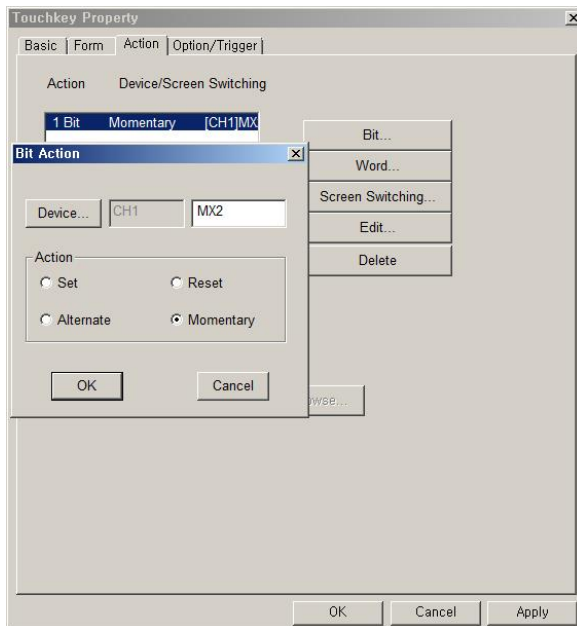 Touchkey Property
Basic Form Action Option/Trigger
Action Device/Screen Switching
1 Bit Momentary [CH1]MX
Bit...
Bit Action
Word...
Screen Switching...
Device... CH1 MX2
Edit...
Action
Delete
Set Reset
Alternate Momentary
OK Cancel
OK Cancel Apply